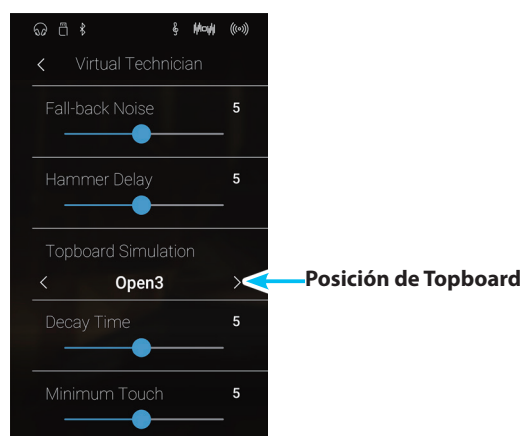 Virtual Technician
Fall-back Noise 5
Hammer Delay 5
Topboard Simulation
< Open3 > Posición de Topboard
Decay Time 5
Minimum Touch 5